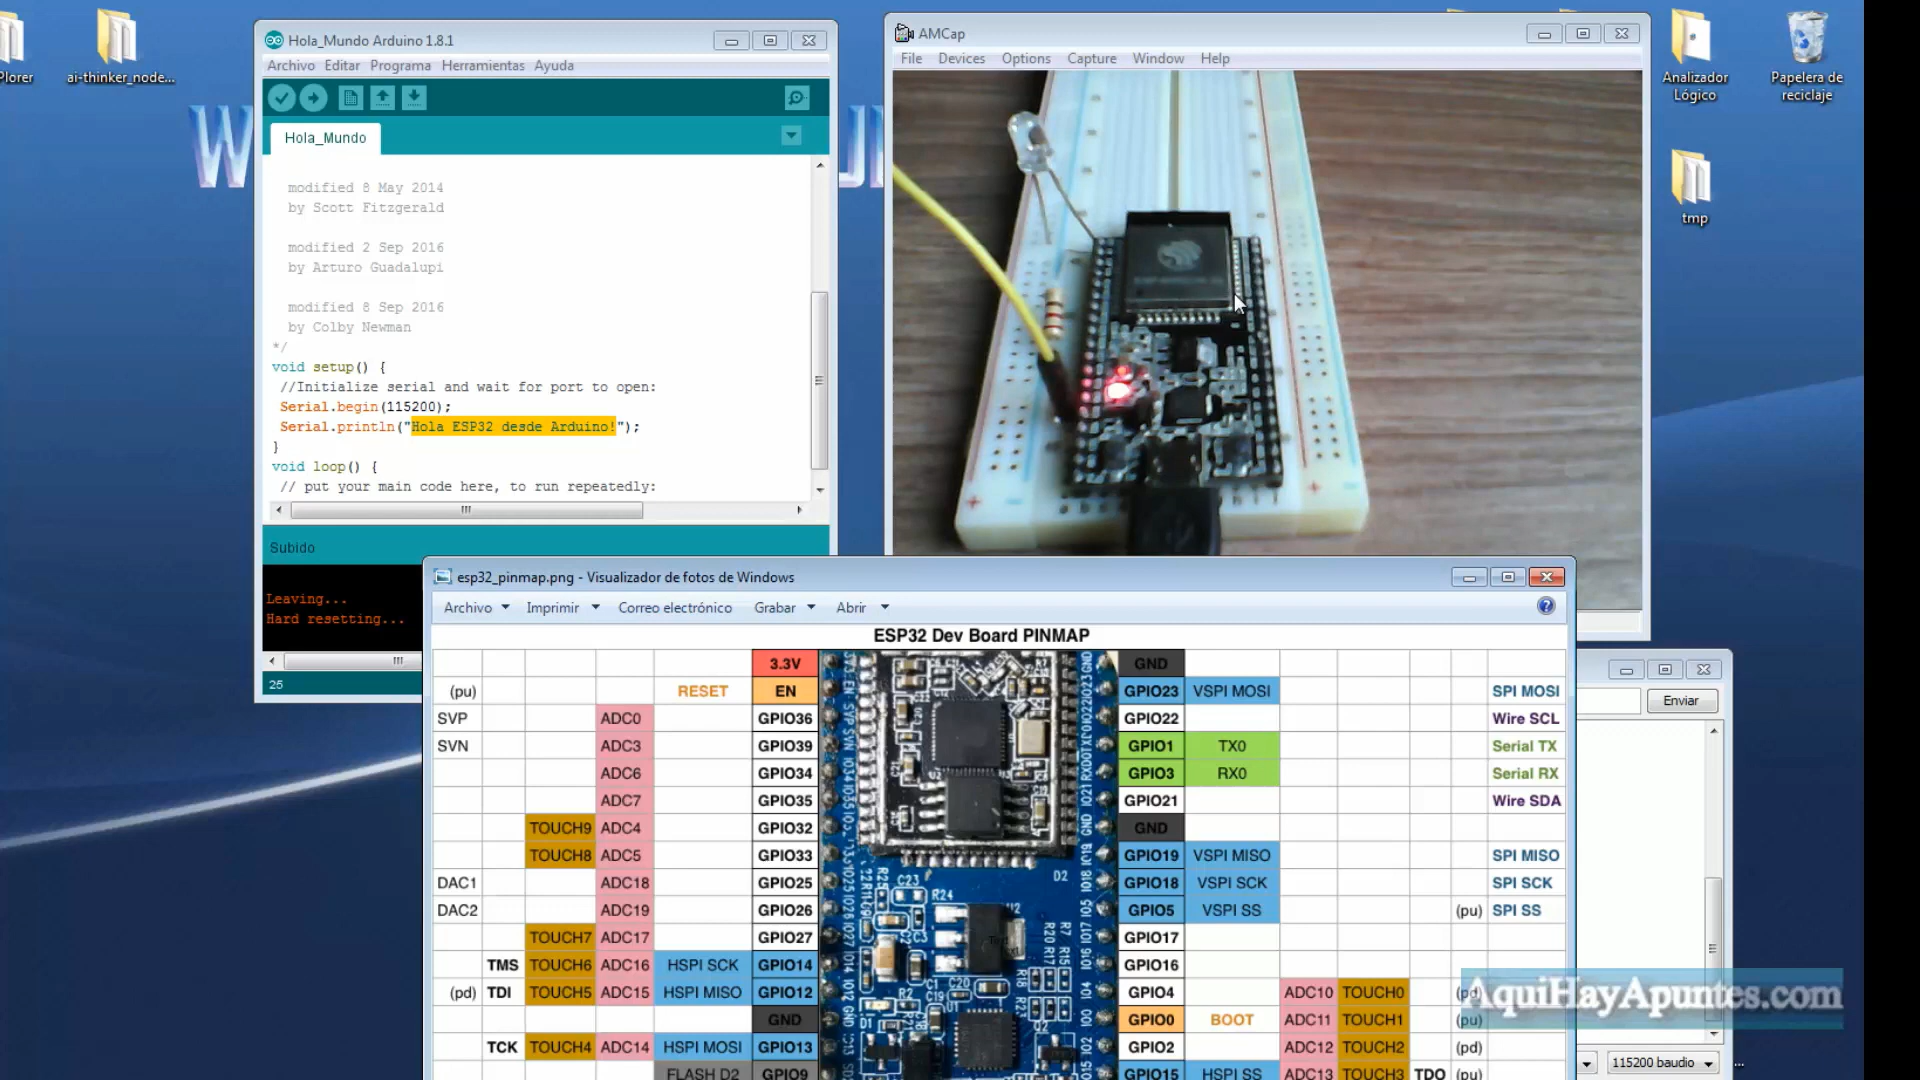 plorer
ai-thinker_node...
Hola_Mundo Arduino 1.8.1
Archivo Editar Programa Herramientas Ayuda
Hola_Mundo
modified 8 May 2014
by Scott Fitzgerald
modified 2 Sep 2016
by Arturo Guadalupi
modified 8 Sep 2016
by Colby Newman
*/
void setup() {
//Initialize serial and wait for port to open:
Serial.begin(115200);
Serial.println("Hola ESP32 desde Arduino!");
}
void loop() {
// put your main code here, to run repeatedly:
Subido
Leaving...
Hard resetting...
25
AMCap
File Devices Options Capture Window Help
Analizador
Lógico
Papelera de
reciclaje
tmp
esp32_pinmap.png - Visualizador de fotos de Windows
Archivo Imprimir Correo electrónico Grabar Abrir
ESP32 Dev Board PINMAP
3.3V GND
(pu) RESET EN GPIO23 VSPI MOSI SPI MOSI
SVP ADC0 GPIO36 GPIO22 Wire SCL
SVN ADC3 GPIO39 GPIO1 TX0 Serial TX
ADC6 GPIO34 GPIO3 RX0 Serial RX
ADC7 GPIO35 GPIO21 Wire SDA
TOUCH9 ADC4 GPIO32 GND
TOUCH8 ADC5 GPIO33 GPIO19 VSPI MISO SPI MISO
DAC1 ADC18 GPIO25 GPIO18 VSPI SCK SPI SCK
DAC2 ADC19 GPIO26 GPIO5 VSPI SS (pu) SPI SS
TOUCH7 ADC17 GPIO27 GPIO17
TMS TOUCH6 ADC16 HSPI SCK GPIO14 GPIO16
(pd) TDI TOUCH5 ADC15 HSPI MISO GPIO12 GPIO4 ADC10 TOUCH0 (pd)
GND GPIO0 BOOT ADC11 TOUCH1 (pu)
TCK TOUCH4 ADC14 HSPI MOSI GPIO13 GPIO2 ADC12 TOUCH2 (pd)
FLASH D2 GPIO9 GPIO15 HSPI SS ADC13 TOUCH3 TDO (pu)
Enviar
AquiHayApuntes.com
115200 baudio